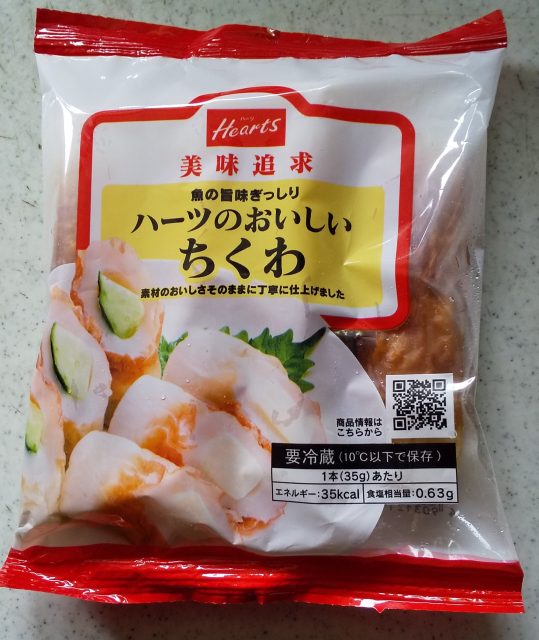 Hearts
美味追求
魚の旨味ぎっしり
ハーツのおいしい
ちくわ
素材のおいしさそのままに丁寧に仕上げました
商品情報は
こちらから
要冷蔵(10℃以下で保存)
1本(35g)あたり
エネルギー:35kcal 食塩相当量:0.63g